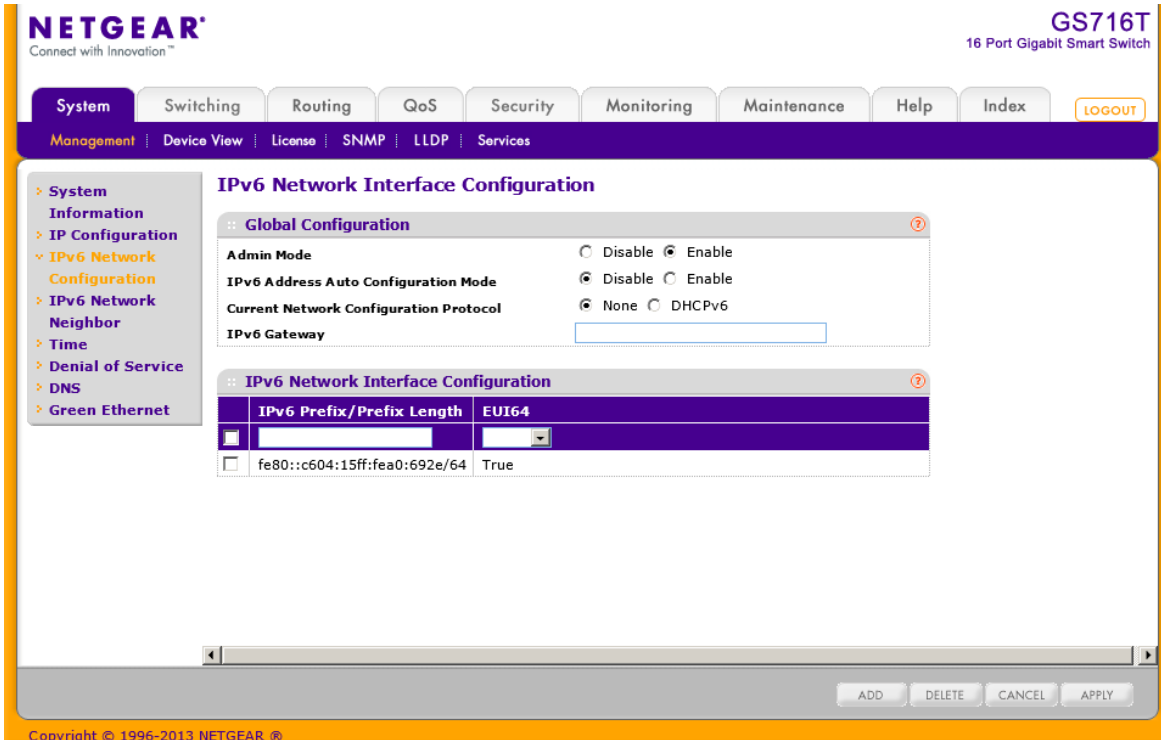 NETGEAR®
Connect with Innovation™
GS716T
16 Port Gigabit Smart Switch
System Switching Routing QoS Security Monitoring Maintenance Help Index LOGOUT
Management Device View License SNMP LLDP Services
System
Information
IP Configuration
IPv6 Network
Configuration
IPv6 Network
Neighbor
Time
Denial of Service
DNS
Green Ethernet
IPv6 Network Interface Configuration
Global Configuration ?
Admin Mode Disable Enable
IPv6 Address Auto Configuration Mode Disable Enable
Current Network Configuration Protocol None DHCPv6
IPv6 Gateway
IPv6 Network Interface Configuration ?
IPv6 Prefix/Prefix Length EUI64
fe80::c604:15ff:fea0:692e/64 True
ADD DELETE CANCEL APPLY
Copyright © 1996-2013 NETGEAR ®